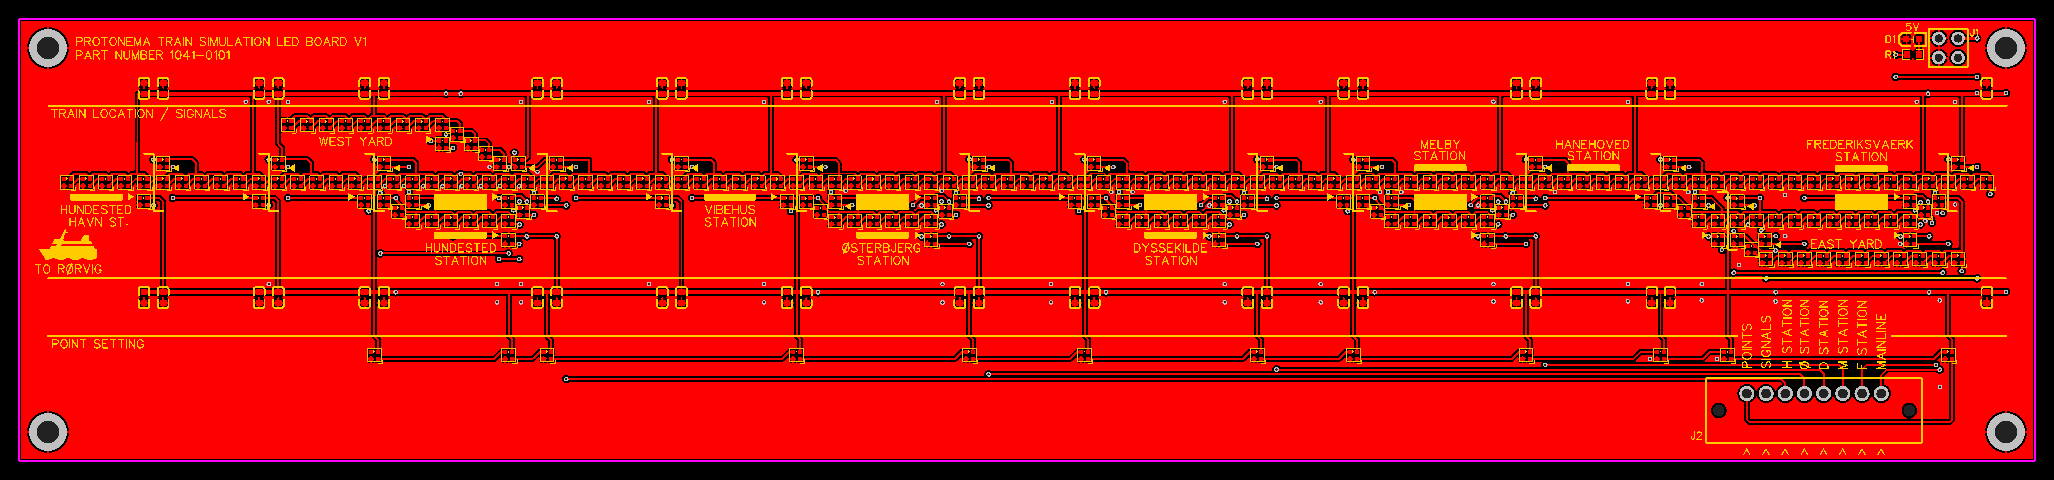 PROTONEMA TRAIN SIMULATION LED BOARD V1
PART NUMBER 1041-0101
5V
D1
J1
R1
TRAIN LOCATION / SIGNALS
WEST YARD
MELBY
STATION
HANEHOVED
STATION
FREDERIKSVAERK
STATION
HUNDESTED
HAVN ST.
VIBEHUS
STATION
TO RØRVIG
HUNDESTED
STATION
ØSTERBJERG
STATION
DYSSEKILDE
STATION
EAST YARD
POINT SETTING
POINTS
SIGNALS
H STATION
Ø STATION
D STATION
M STATION
F STATION
MAINLINE
J2